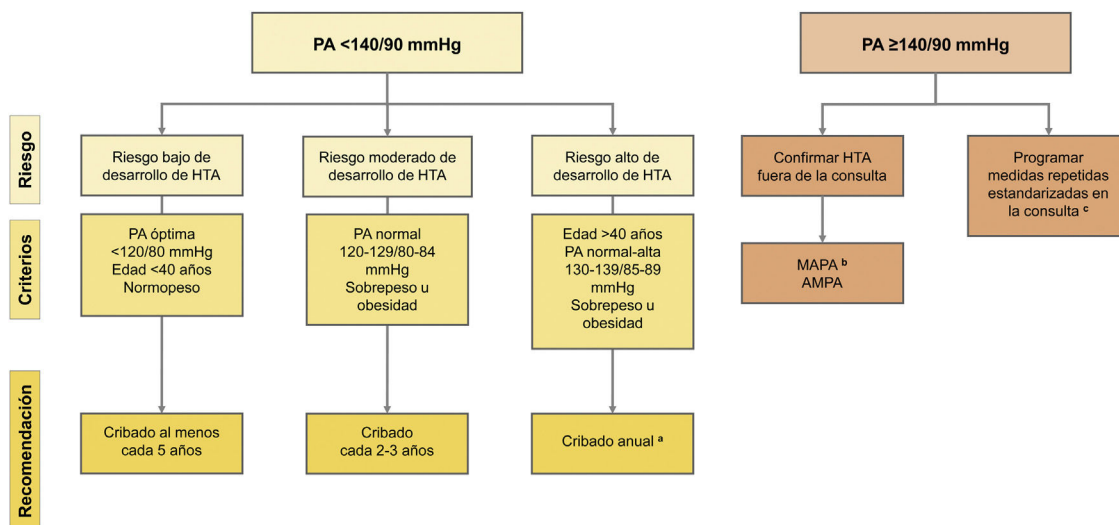 PA <140/90 mmHg
PA ≥140/90 mmHg
Riesgo
Riesgo bajo de
desarrollo de HTA
Riesgo moderado de
desarrollo de HTA
Riesgo alto de
desarrollo de HTA
Confirmar HTA
fuera de la consulta
Programar
medidas repetidas
estandarizadas en
la consulta c
Criterios
PA óptima
<120/80 mmHg
Edad <40 años
Normopeso
PA normal
120-129/80-84
mmHg
Sobrepeso u
obesidad
Edad >40 años
PA normal-alta
130-139/85-89
mmHg
Sobrepeso u
obesidad
MAPA b
AMPA
Recomendación
Cribado al menos
cada 5 años
Cribado
cada 2-3 años
Cribado anual a